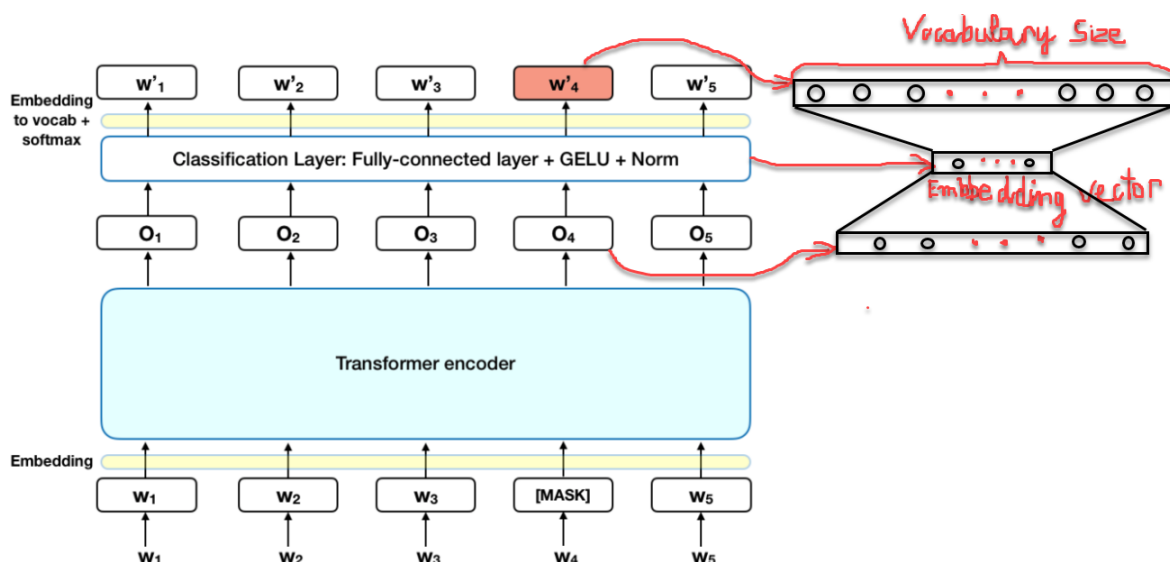 Vocabulary Size
w'1 w'2 w'3 w'4 w'5
Embedding
to vocab +
softmax
Classification Layer: Fully-connected layer + GELU + Norm
Embedding vector
O1 O2 O3 O4 O5
Transformer encoder
Embedding
W1 W2 W3 [MASK] W5
W1 W2 W3 W4 W5